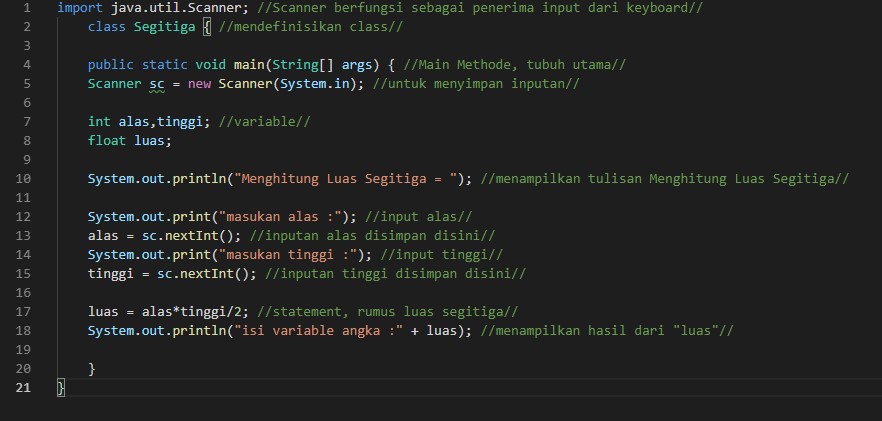 1 import java.util.Scanner; //Scanner berfungsi sebagai penerima input dari keyboard//
2 class Segitiga { //mendefinisikan class//
3
4 public static void main(String[] args) { //Main Methode, tubuh utama//
5 Scanner sc = new Scanner(System.in); //untuk menyimpan inputan//
6
7 int alas,tinggi; //variable//
8 float luas;
9
10 System.out.println("Menghitung Luas Segitiga = "); //menampilkan tulisan Menghitung Luas Segitiga//
11
12 System.out.print("masukan alas :"); //input alas//
13 alas = sc.nextInt(); //inputan alas disimpan disini//
14 System.out.print("masukan tinggi :"); //input tinggi//
15 tinggi = sc.nextInt(); //inputan tinggi disimpan disini//
16
17 luas = alas*tinggi/2; //statement, rumus luas segitiga//
18 System.out.println("isi variable angka :" + luas); //menampilkan hasil dari "luas"//
19
20 }
21 }